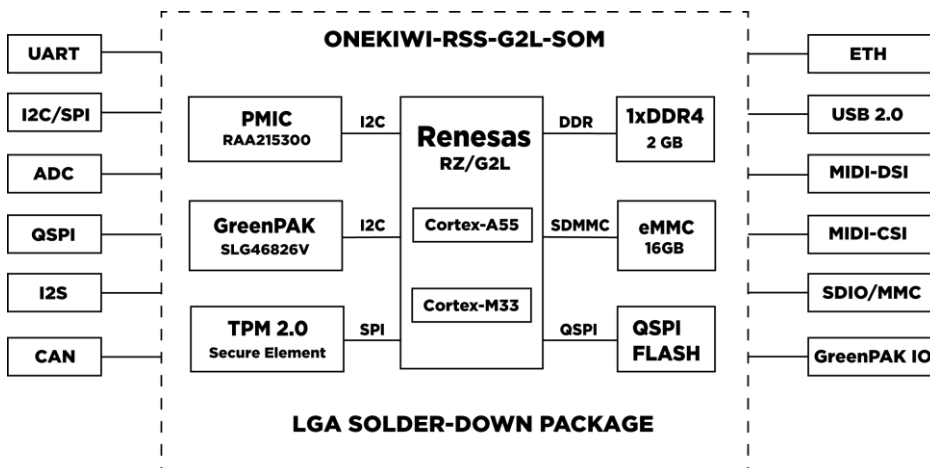 ONEKIWI-RSS-G2L-SOM
UART
I2C/SPI
ADC
QSPI
I2S
CAN
PMIC
RAA215300
I2C
GreenPAK
SLG46826V
I2C
TPM 2.0
Secure Element
SPI
Renesas
RZ/G2L
Cortex-A55
Cortex-M33
DDR
1xDDR4
2 GB
SDMMC
eMMC
16GB
QSPI
QSPI
FLASH
ETH
USB 2.0
MIDI-DSI
MIDI-CSI
SDIO/MMC
GreenPAK IO
LGA SOLDER-DOWN PACKAGE